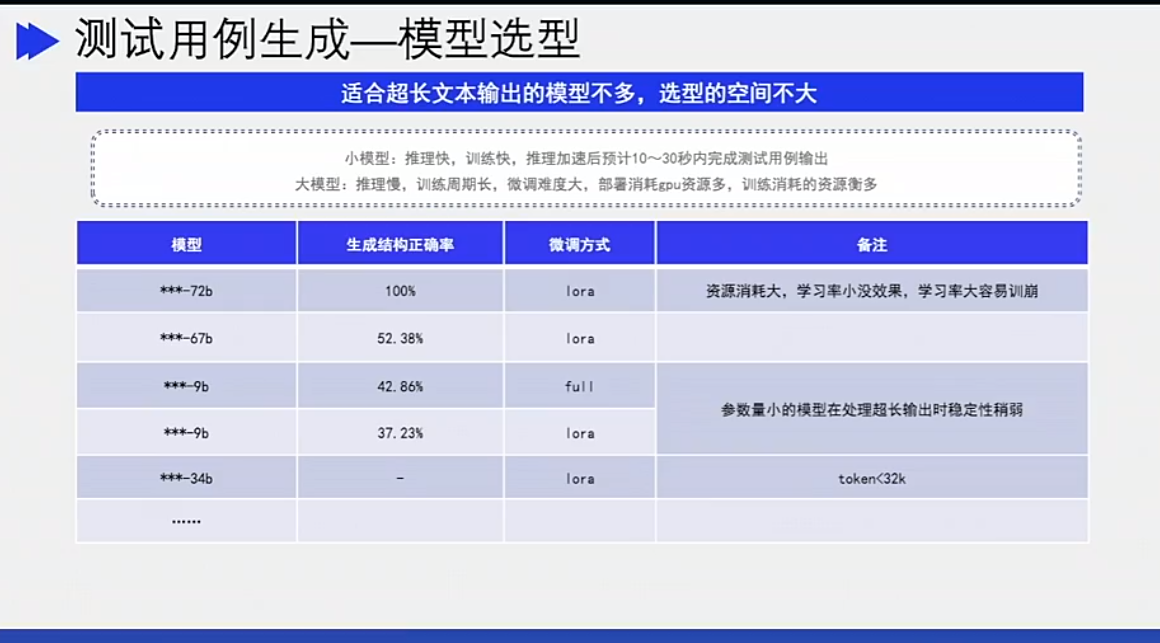 测试用例生成—模型选型
适合超长文本输出的模型不多，选型的空间不大
小模型：推理快，训练快，推理加速后预计10～30秒内完成测试用例输出
大模型：推理慢，训练周期长，微调难度大，部署消耗gpu资源多，训练消耗的资源衡多
模型 生成结构正确率 微调方式 备注
***-72b 100% lora 资源消耗大，学习率小没效果，学习率大容易训崩
***-67b 52.38% lora
***-9b 42.86% full
参数量小的模型在处理超长输出时稳定性稍弱
***-9b 37.23% lora
***-34b - lora token<32k
······